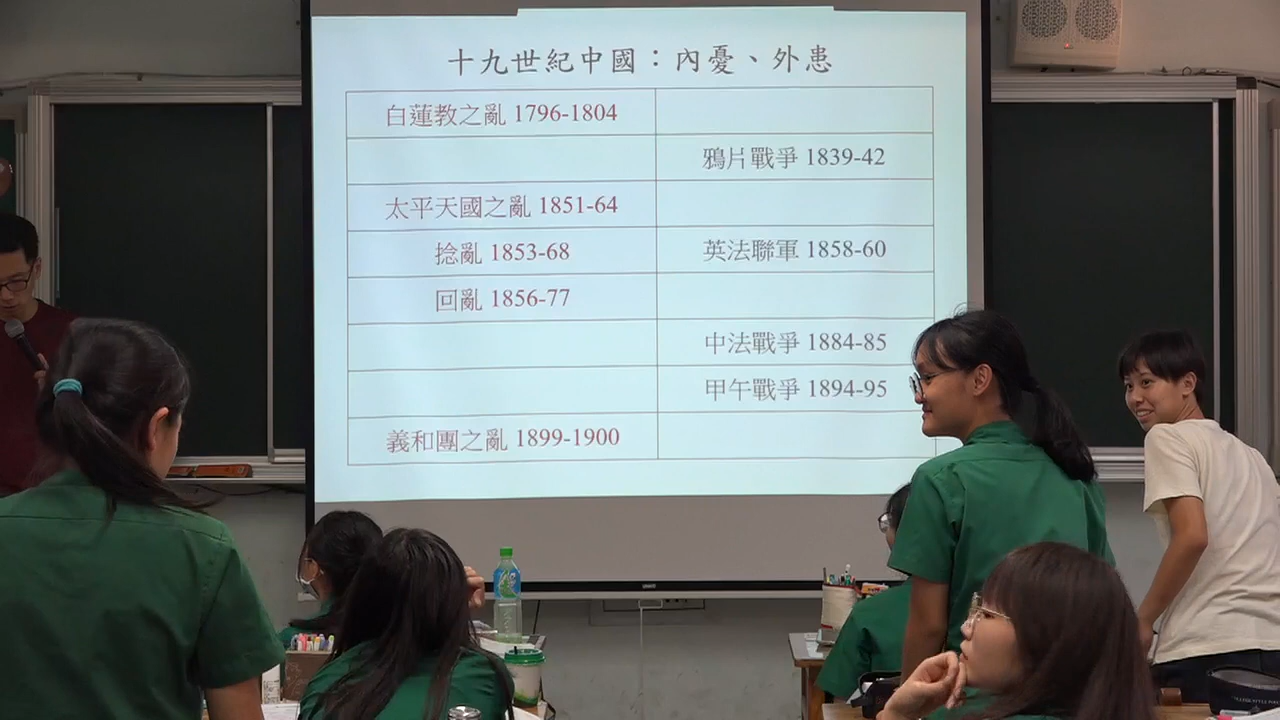 十九世紀中國：內憂、外患
白蓮教之亂 1796-1804
鴉片戰爭 1839-42
太平天國之亂 1851-64
捻亂 1853-68 英法聯軍 1858-60
回亂 1856-77
中法戰爭 1884-85
甲午戰爭 1894-95
義和團之亂 1899-1900